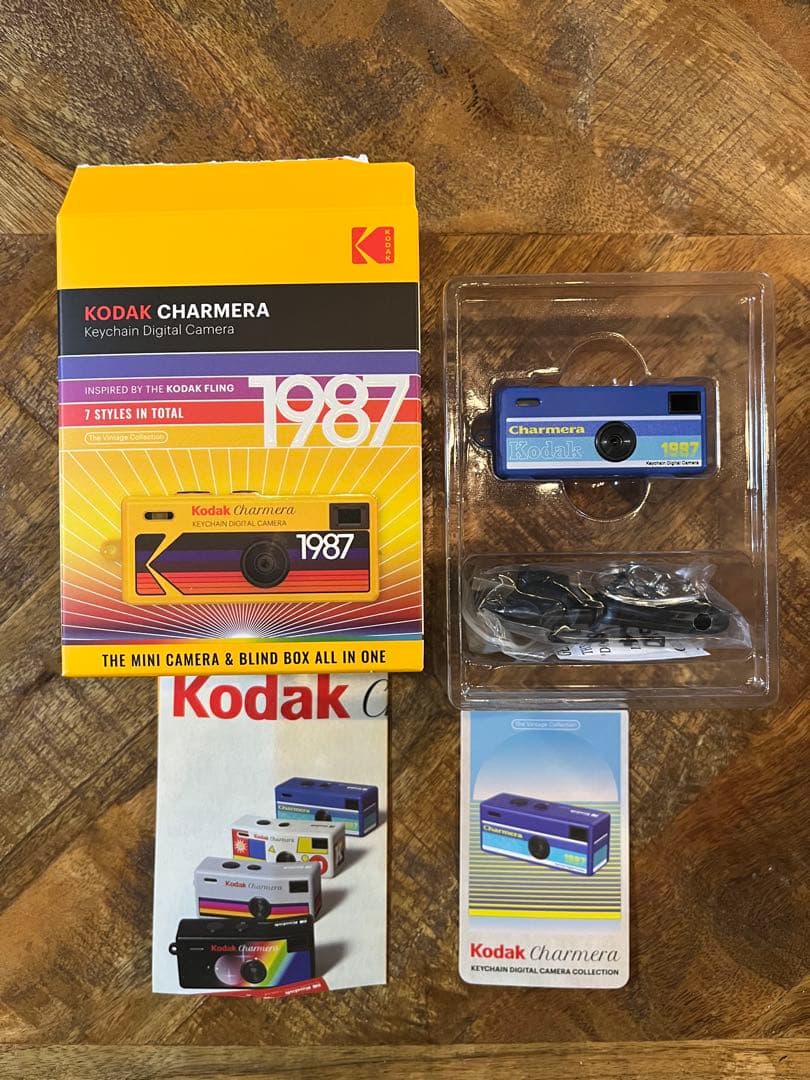 KODAK
KODAK CHARMERA
Keychain Digital Camera
INSPIRED BY THE KODAK FLING
1987
7 STYLES IN TOTAL
The Vintage Collection
Kodak Charmera
KEYCHAIN DIGITAL CAMERA
1987
THE MINI CAMERA & BLIND BOX ALL IN ONE
Charmera
Kodak
1987
Keychain Digital Camera
Kodak C
Charmera
Kodak Charmera
Kodak Charmera
Kodak Charmera
The Vintage Collection
Charmera
1987
Kodak Charmera
KEYCHAIN DIGITAL CAMERA COLLECTION